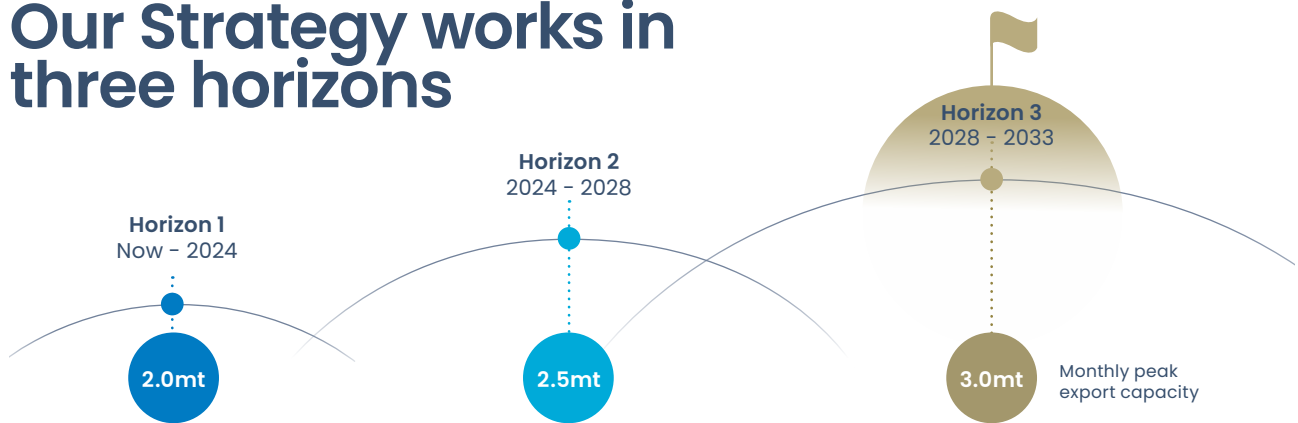 Our Strategy works in
three horizons
Horizon 1
Now - 2024
2.0mt
Horizon 2
2024 - 2028
2.5mt
Horizon 3
2028 - 2033
3.0mt
Monthly peak
export capacity